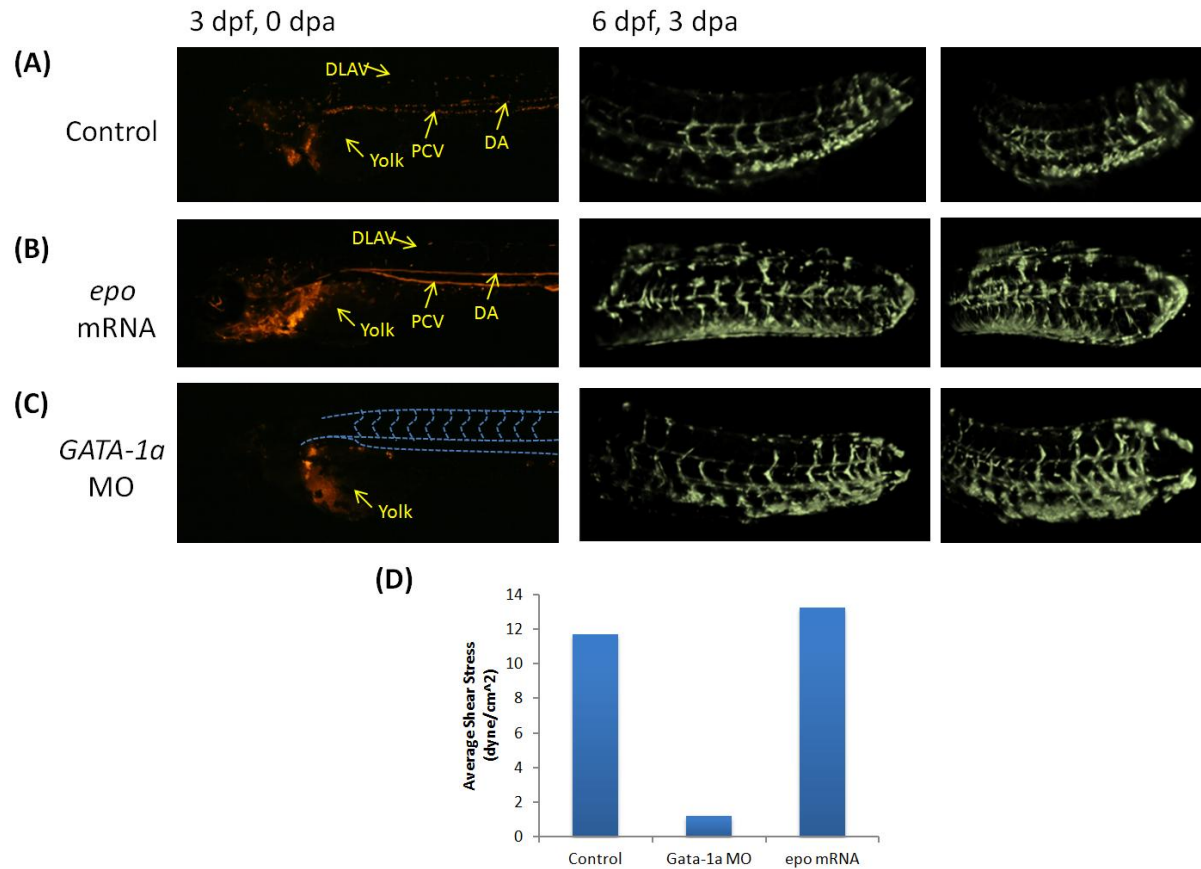 3 dpf, 0 dpa
6 dpf, 3 dpa
(A)
Control
DLAV
PCV
DA
Yolk
(B)
epo
mRNA
DLAV
PCV
DA
Yolk
(C)
GATA-1a
MO
Yolk
(D)
Average Shear Stress
(dyne/cm^2)
14
12
10
8
6
4
2
0
Control
Gata-1a MO
epo mRNA